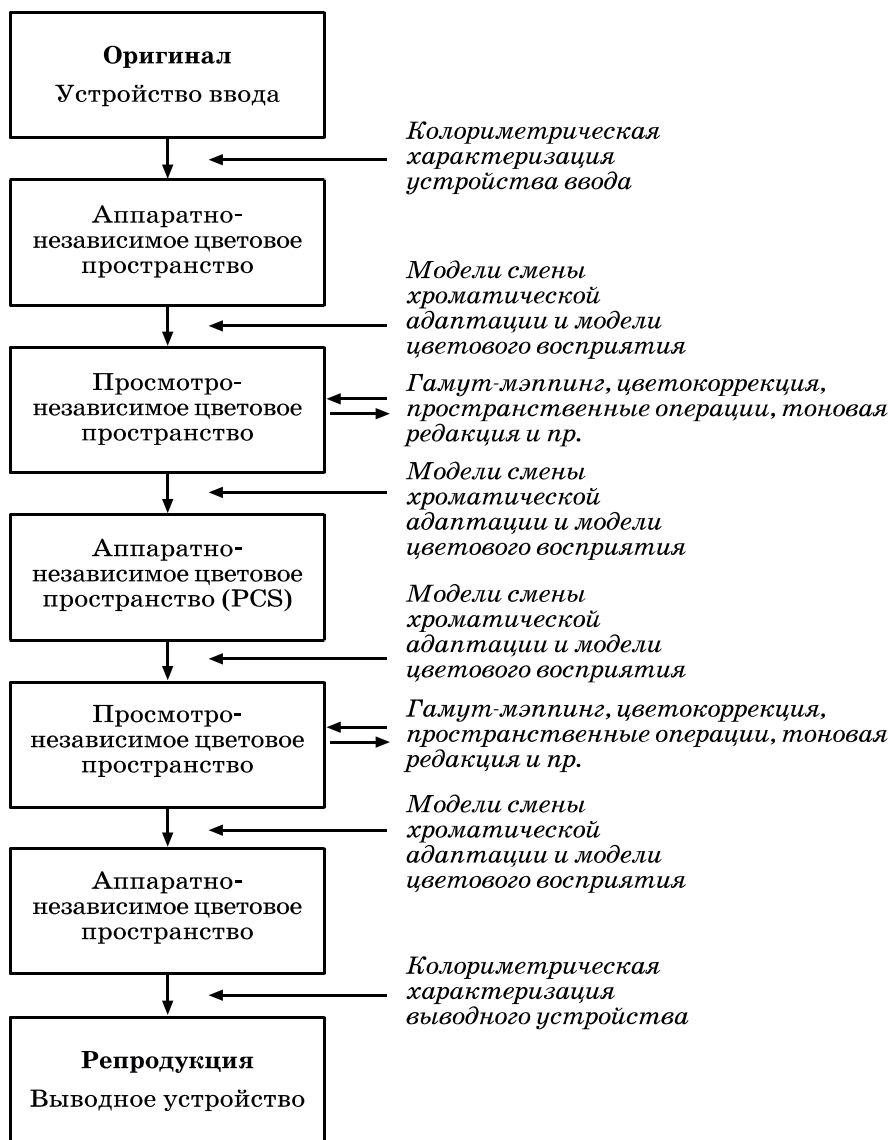 Оригинал
Устройство ввода
Колориметрическая
характеризация
устройства ввода
Аппаратно-
независимое цветовое
пространство
Модели смены
хроматической
адаптации и модели
цветового восприятия
Просмотро-
независимое цветовое
пространство
Гамут-мэппинг, цветокоррекция,
пространственные операции, тоновая
редакция и пр.
Модели смены
хроматической
адаптации и модели
цветового восприятия
Аппаратно-
независимое цветовое
пространство (PCS)
Модели смены
хроматической
адаптации и модели
цветового восприятия
Просмотро-
независимое цветовое
пространство
Гамут-мэппинг, цветокоррекция,
пространственные операции, тоновая
редакция и пр.
Модели смены
хроматической
адаптации и модели
цветового восприятия
Аппаратно-
независимое цветовое
пространство
Колориметрическая
характеризация
выводного устройства
Репродукция
Выводное устройство